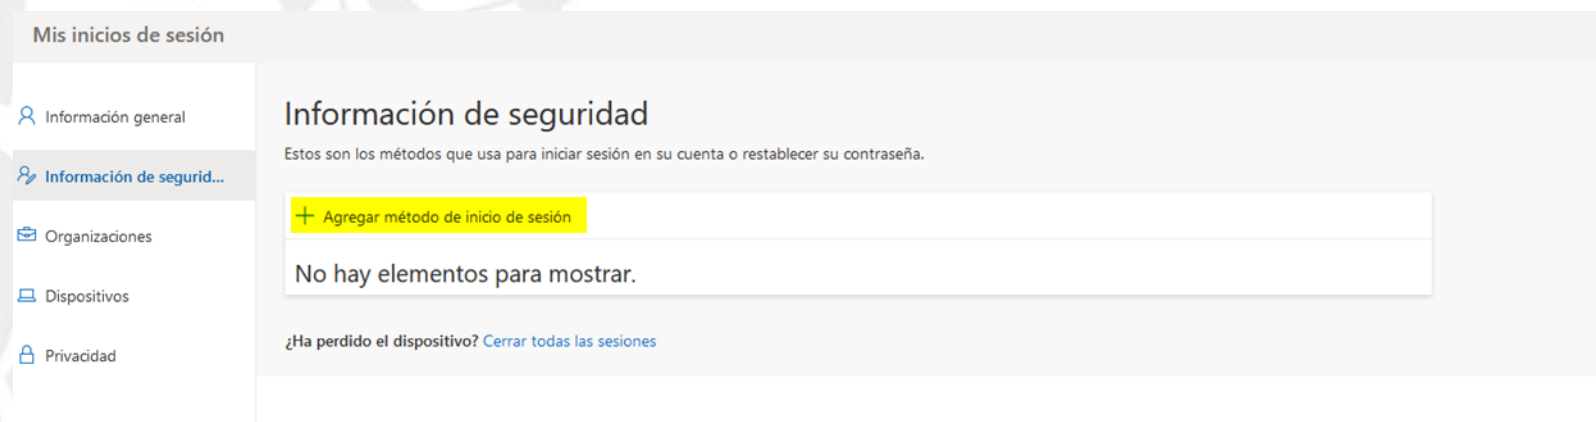 Mis inicios de sesión
Información general
Información de segurid...
Organizaciones
Dispositivos
Privacidad
Información de seguridad
Estos son los métodos que usa para iniciar sesión en su cuenta o restablecer su contraseña.
Agregar método de inicio de sesión
No hay elementos para mostrar.
¿Ha perdido el dispositivo? Cerrar todas las sesiones